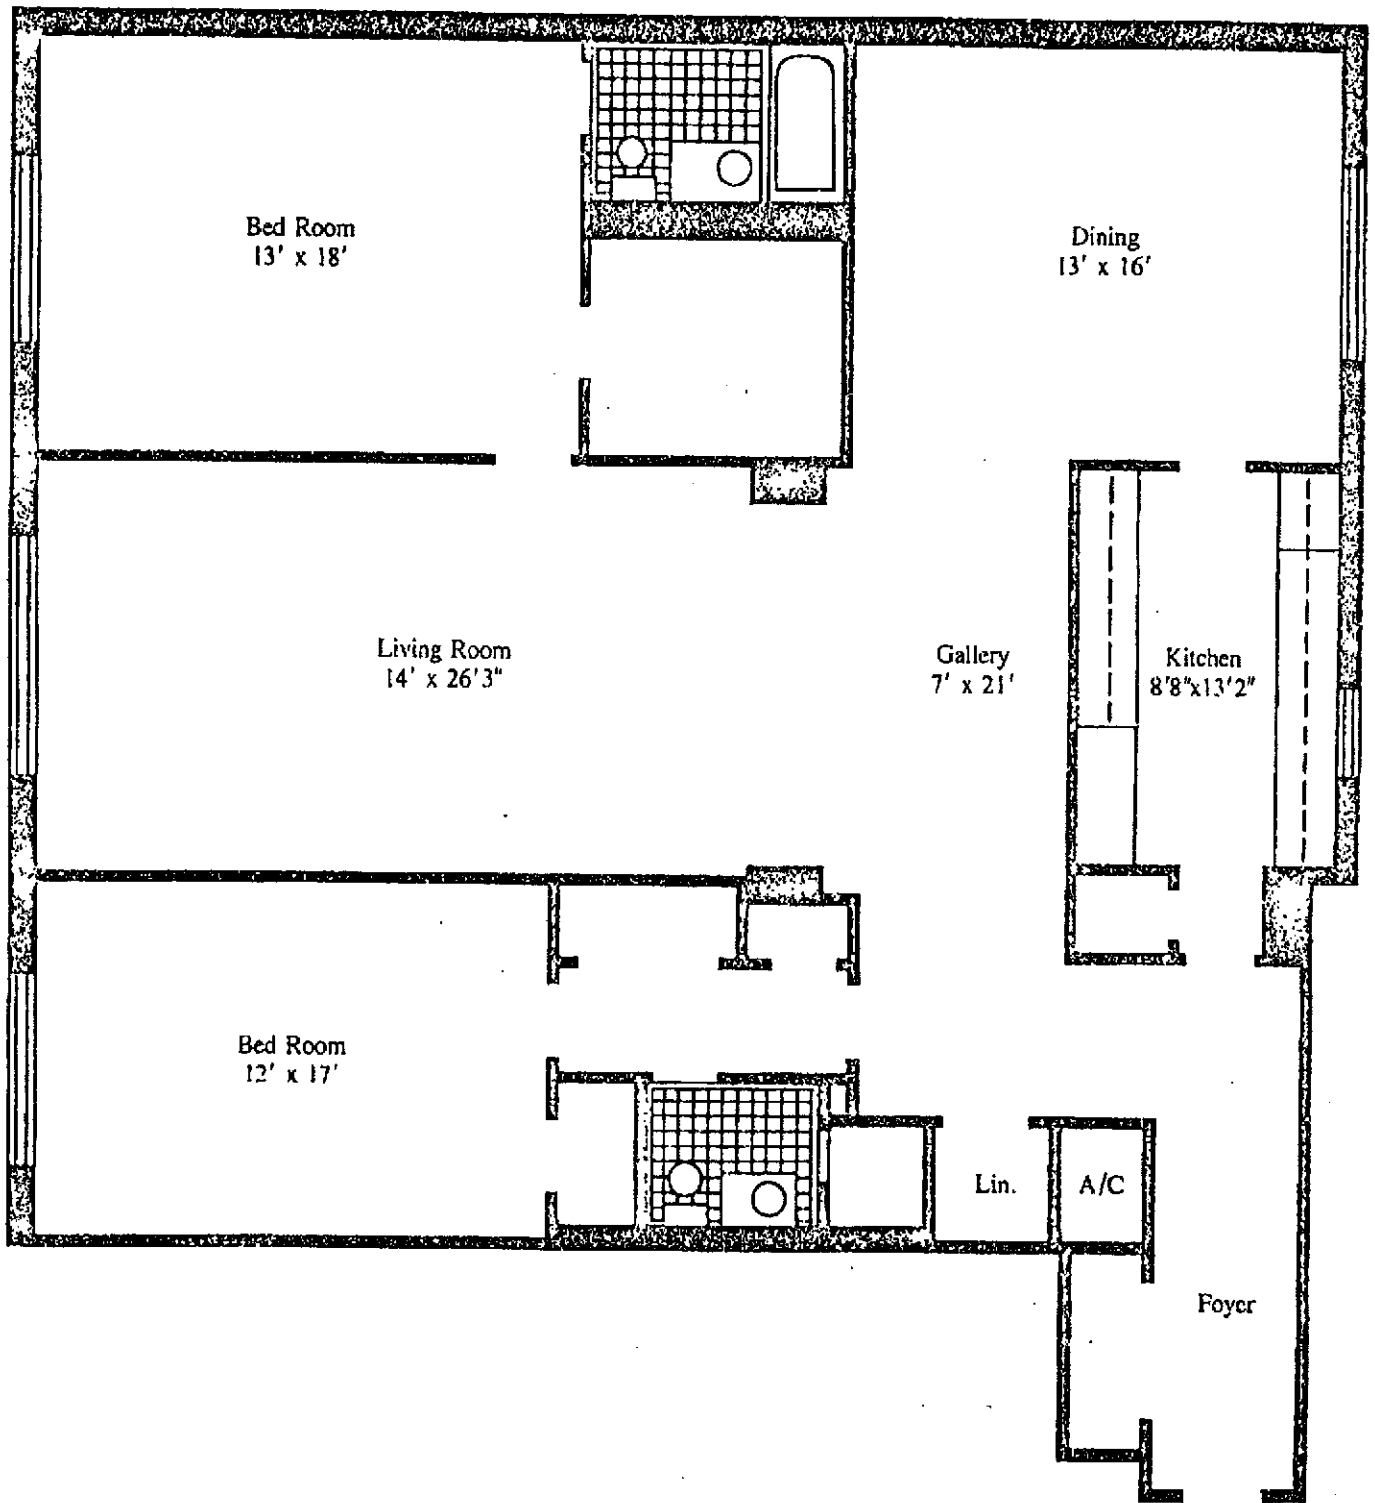 Bed Room
13' x 18'
Dining
13' x 16'
Living Room
14' x 26'3"
Gallery
7' x 21'
Kitchen
8'8"x13'2"
Bed Room
12' x 17'
Lin.
A/C
Foyer